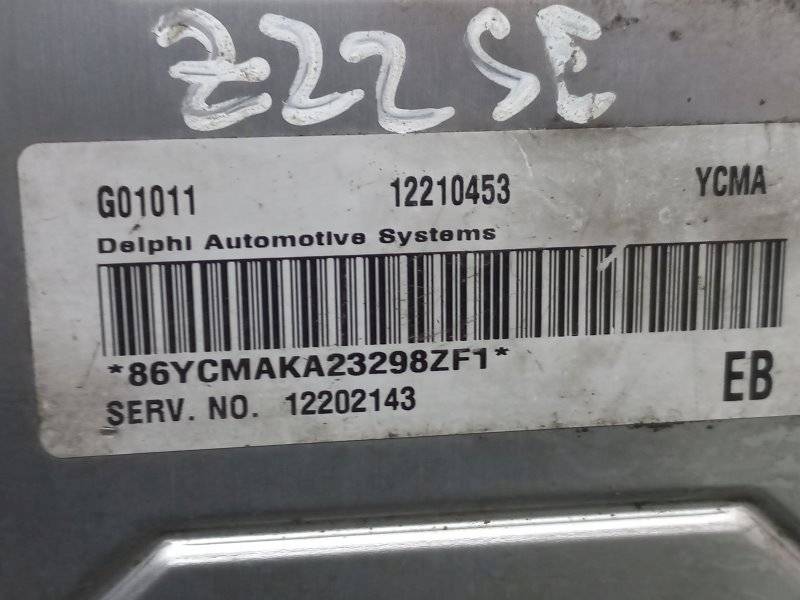 Z22SE
G01011 12210453 YCMA
Delphi Automotive Systems
*86YCMAKA23298ZF1*
EB
SERV. NO. 12202143